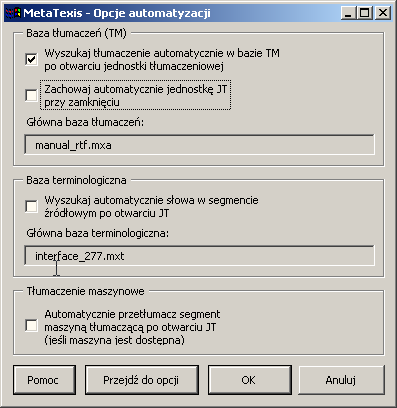 MetaTexis - Opcje automatyzacji
Baza tłumaczeń (TM)
Wyszukaj tłumaczenie automatycznie w bazie TM
po otwarciu jednostki tłumaczeniowej
Zachowaj automatycznie jednostkę JT
przy zamknięciu
Główna baza tłumaczeń:
manual_rtf.mxa
Baza terminologiczna
Wyszukaj automatycznie słowa w segmencie
źródłowym po otwarciu JT
Główna baza terminologiczna:
interface_277.mxt
Tłumaczenie maszynowe
Automatycznie przetłumacz segment
maszyną tłumaczącą po otwarciu JT
(jeśli maszyna jest dostępna)
Pomoc
Przejdź do opcji
OK
Anuluj